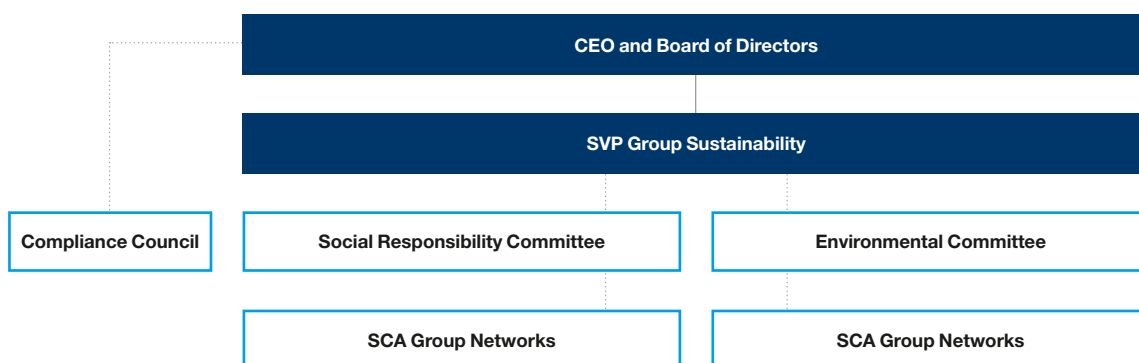 CEO and Board of Directors
SVP Group Sustainability
Compliance Council
Social Responsibility Committee
Environmental Committee
SCA Group Networks
SCA Group Networks